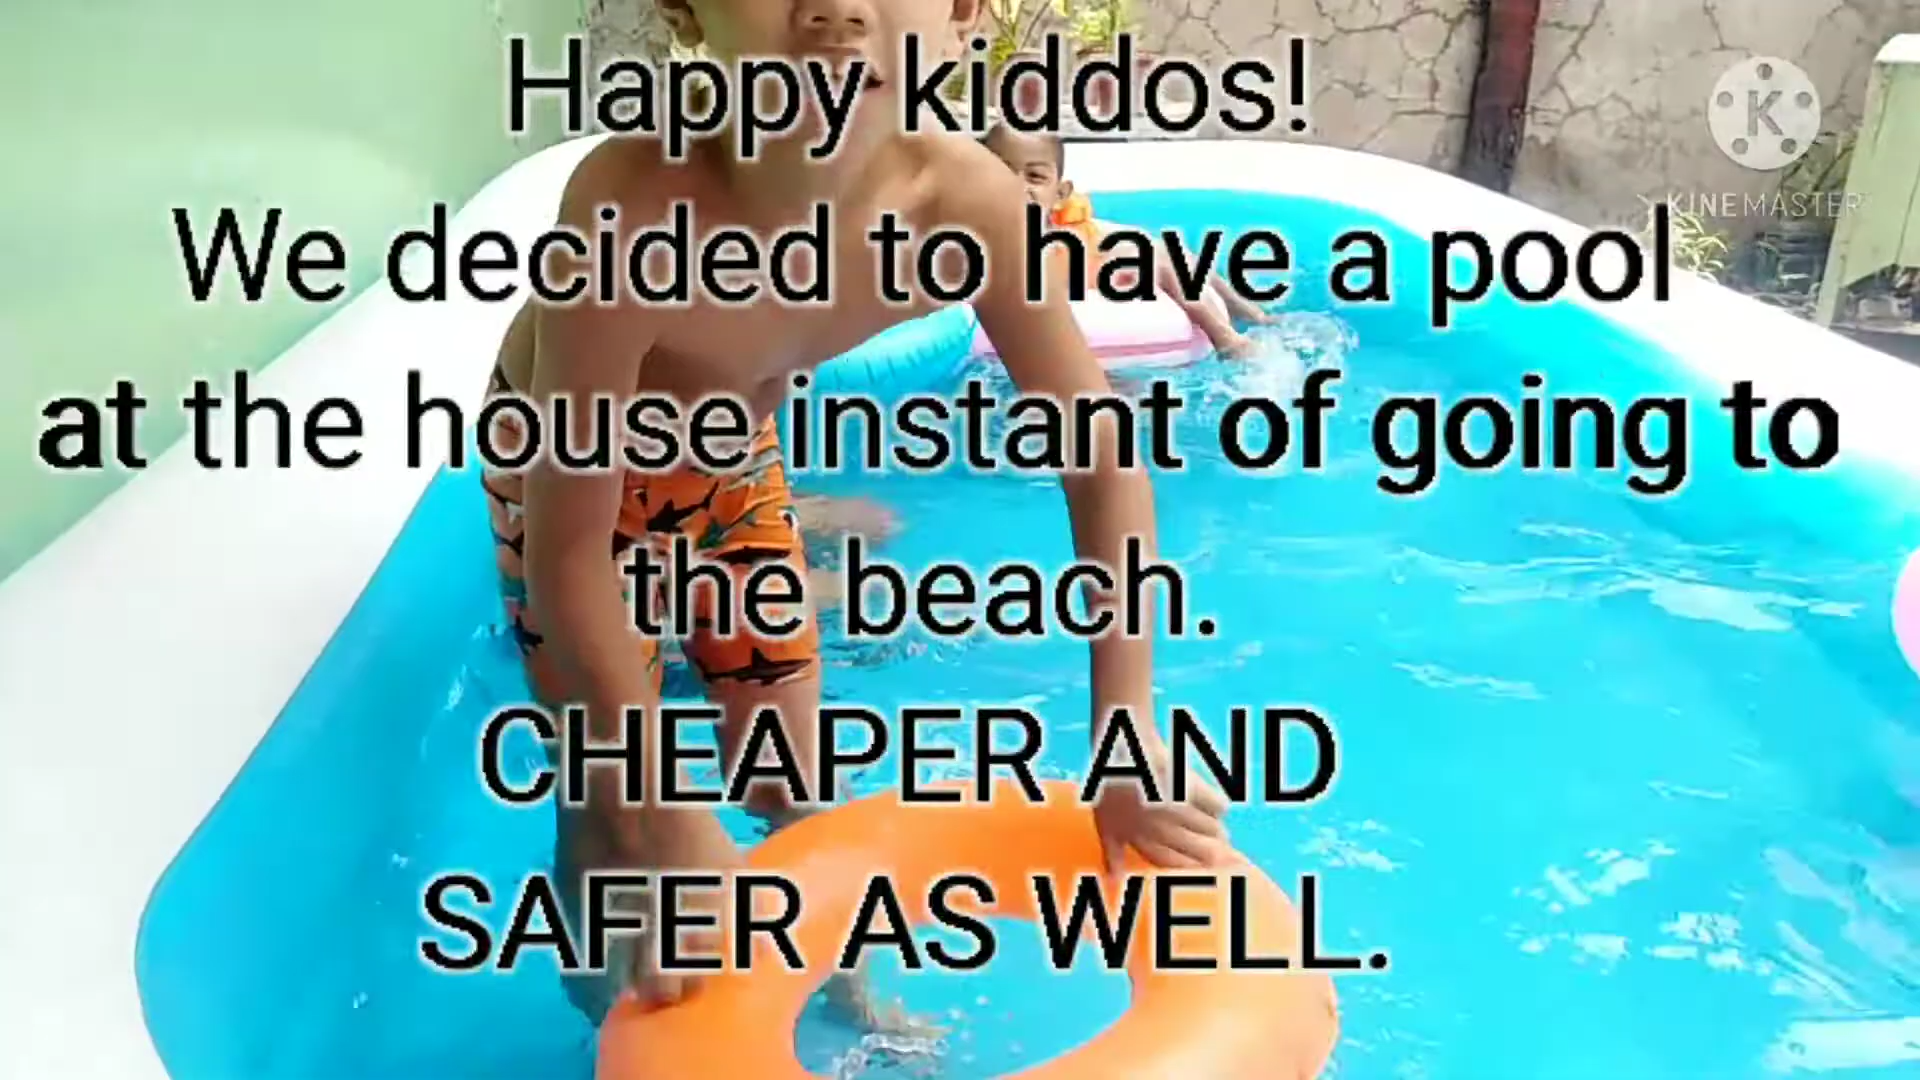 Happy kiddos!
We decided to have a pool
at the house instant of going to
the beach.
CHEAPER AND
SAFER AS WELL.
K
KINEMASTER